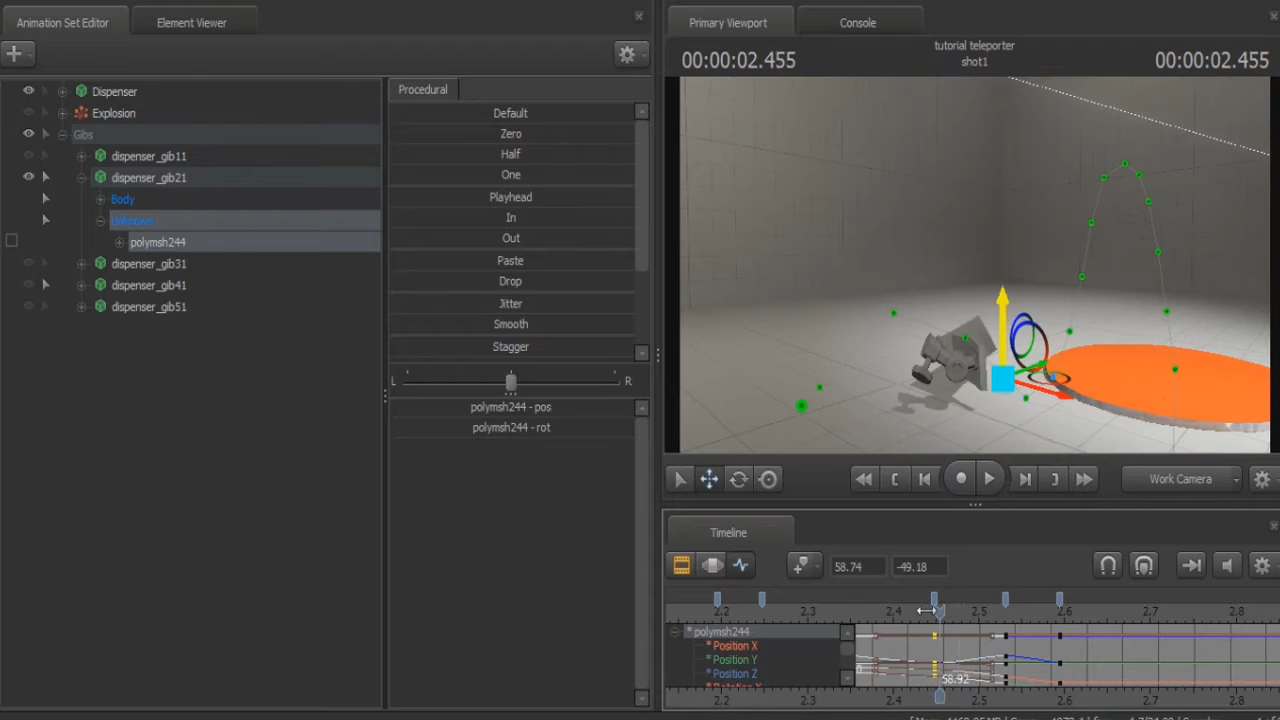 Animation Set Editor
Element Viewer
Dispenser
Explosion
Gibs
dispenser_gib11
dispenser_gib21
Body
Unknown
polymsh244
dispenser_gib31
dispenser_gib41
dispenser_gib51
Procedural
Default
Zero
Half
One
Playhead
In
Out
Paste
Drop
Jitter
Smooth
Stagger
L
R
polymsh244 - pos
polymsh244 - rot
Primary Viewport
Console
00:00:02.455
tutorial teleporter
shot1
00:00:02.455
Work Camera
Timeline
58.74
-49.18
2.2 2.3 2.4 2.5 2.6 2.7 2.8
* polymsh244
* Position X
* Position Y
* Position Z
58.92
2.2 2.3 2.4 2.5 2.6 2.7 2.8